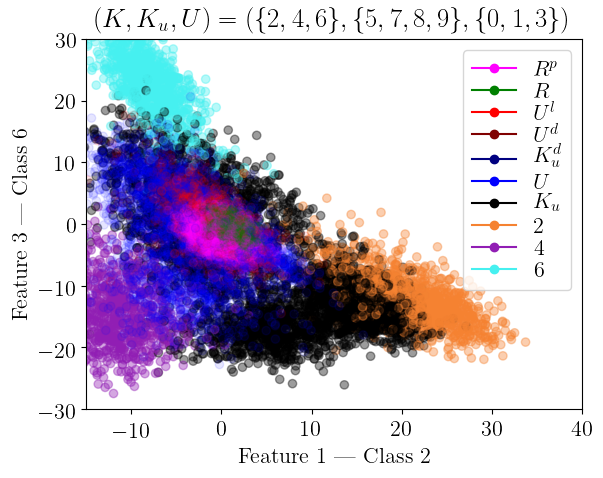 (K, K_u, U) = ({2, 4, 6}, {5, 7, 8, 9}, {0, 1, 3})
30
20
10
0
−10
−20
−30
Feature 3 — Class 6
R^p
R
U^l
U^d
K_u^d
U
K_u
2
4
6
−10 0 10 20 30 40
Feature 1 — Class 2